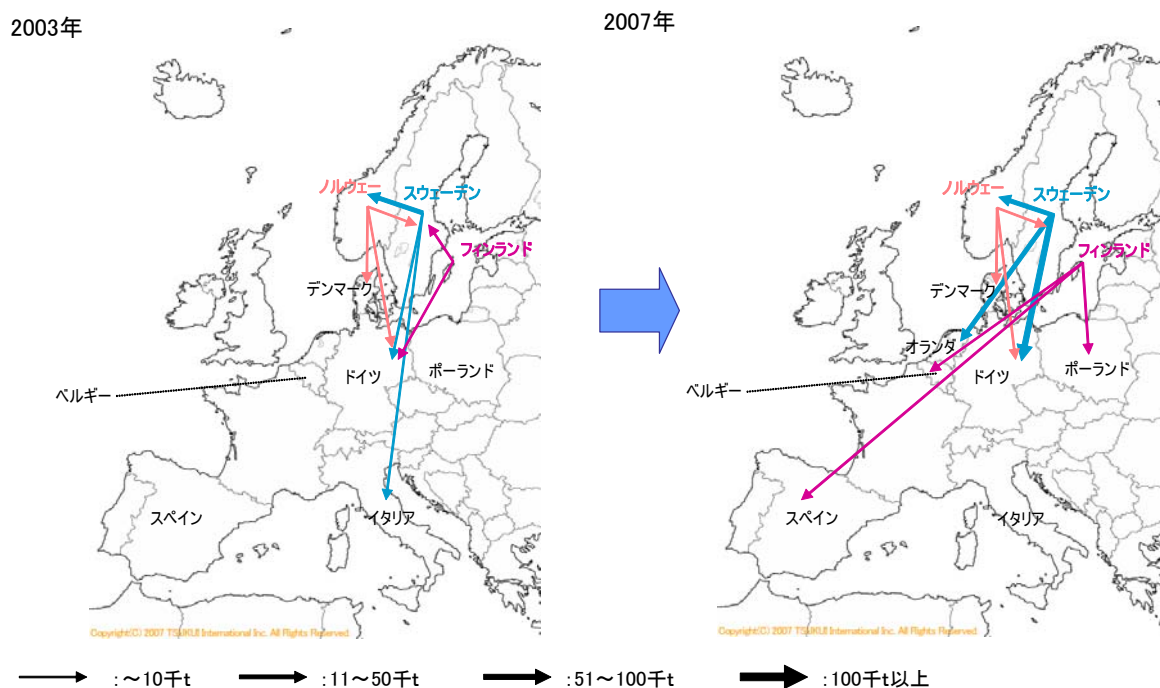 2003年
2007年
ノルウェー
スウェーデン
フィンランド
デンマーク
ドイツ
ポーランド
ベルギー
スペイン
イタリア
Copyright(C) 2007 TSUKUI International Inc. All Rights Reserved
ノルウェー
スウェーデン
フィンランド
デンマーク
オランダ
ドイツ
ポーランド
ベルギー
スペイン
イタリア
Copyright(C) 2007 TSUKUI International Inc. All Rights Reserved
:～10千t
:11～50千t
:51～100千t
:100千t以上